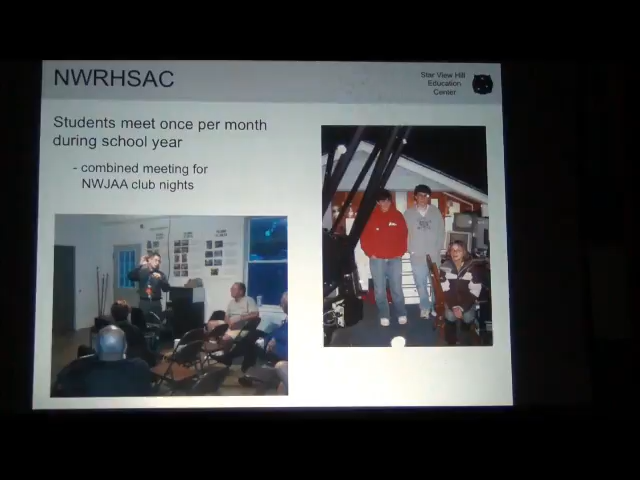 NWRHSAC
Star View Hill
Education
Center
Students meet once per month
during school year
- combined meeting for
NWJAA club nights